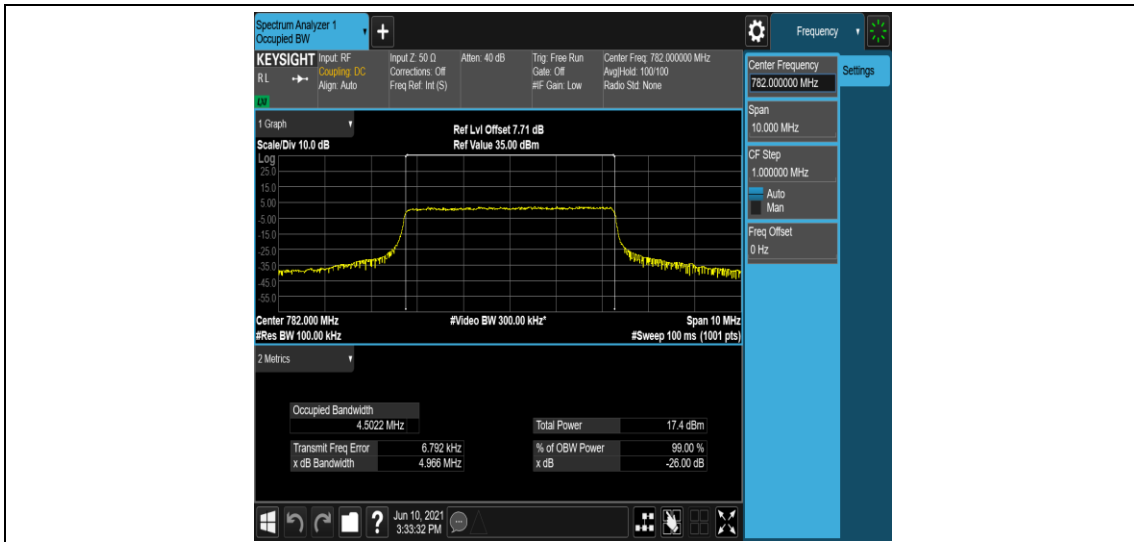 Spectrum Analyzer 1
Occupied BW
+
Frequency
KEYSIGHT Input: RF Input Z: 50 Ω Atten: 40 dB Trig: Free Run Center Freq: 782.000000 MHz
RL Coupling: DC Corrections: Off Gate: Off Avg|Hold: 100/100
Align: Auto Freq Ref: Int (S) #IF Gain: Low Radio Std: None
Center Frequency
782.000000 MHz
Settings
Span
10.000 MHz
CF Step
1.000000 MHz
Auto
Man
Freq Offset
0 Hz
1 Graph
Ref Lvl Offset 7.71 dB
Scale/Div 10.0 dB Ref Value 35.00 dBm
Log
25.0
15.0
5.00
-5.00
-15.0
-25.0
-35.0
-45.0
-55.0
Center 782.000 MHz #Video BW 300.00 kHz* Span 10 MHz
#Res BW 100.00 kHz #Sweep 100 ms (1001 pts)
2 Metrics
Occupied Bandwidth
4.5022 MHz
Total Power 17.4 dBm
Transmit Freq Error 6.792 kHz % of OBW Power 99.00 %
x dB Bandwidth 4.966 MHz x dB -26.00 dB
? Jun 10, 2021
3:33:32 PM